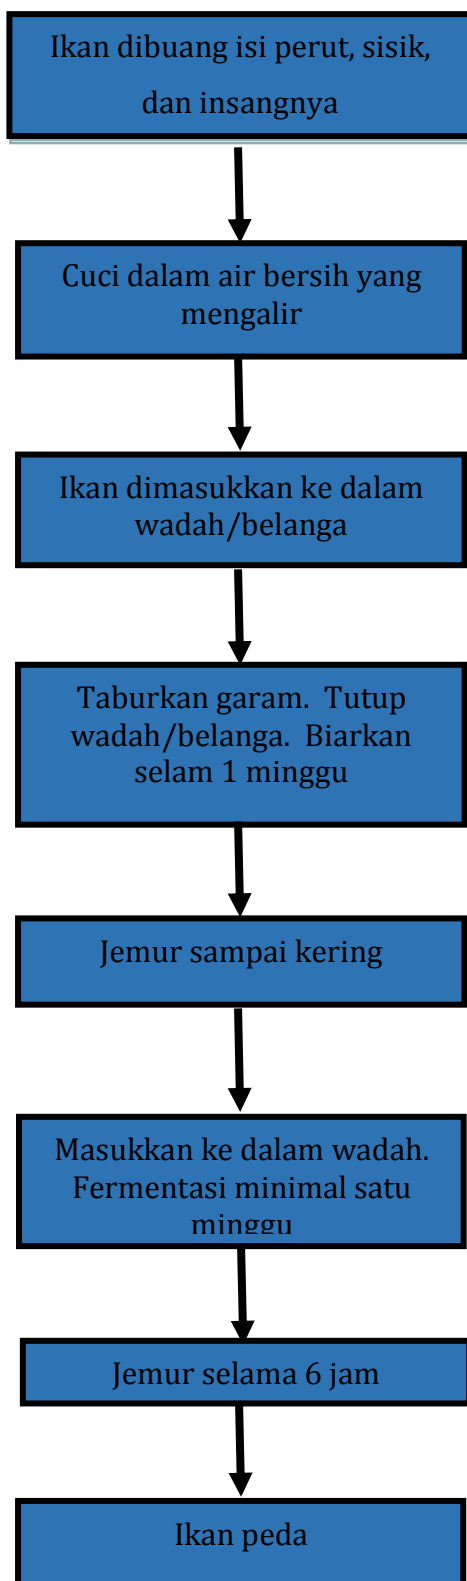 Ikan dibuang isi perut, sisik,
dan insangnya
Cuci dalam air bersih yang
mengalir
Ikan dimasukkan ke dalam
wadah/belanga
Taburkan garam.  Tutup
wadah/belanga.  Biarkan
selam 1 minggu
Jemur sampai kering
Masukkan ke dalam wadah.
Fermentasi minimal satu
minggu
Jemur selama 6 jam
Ikan peda